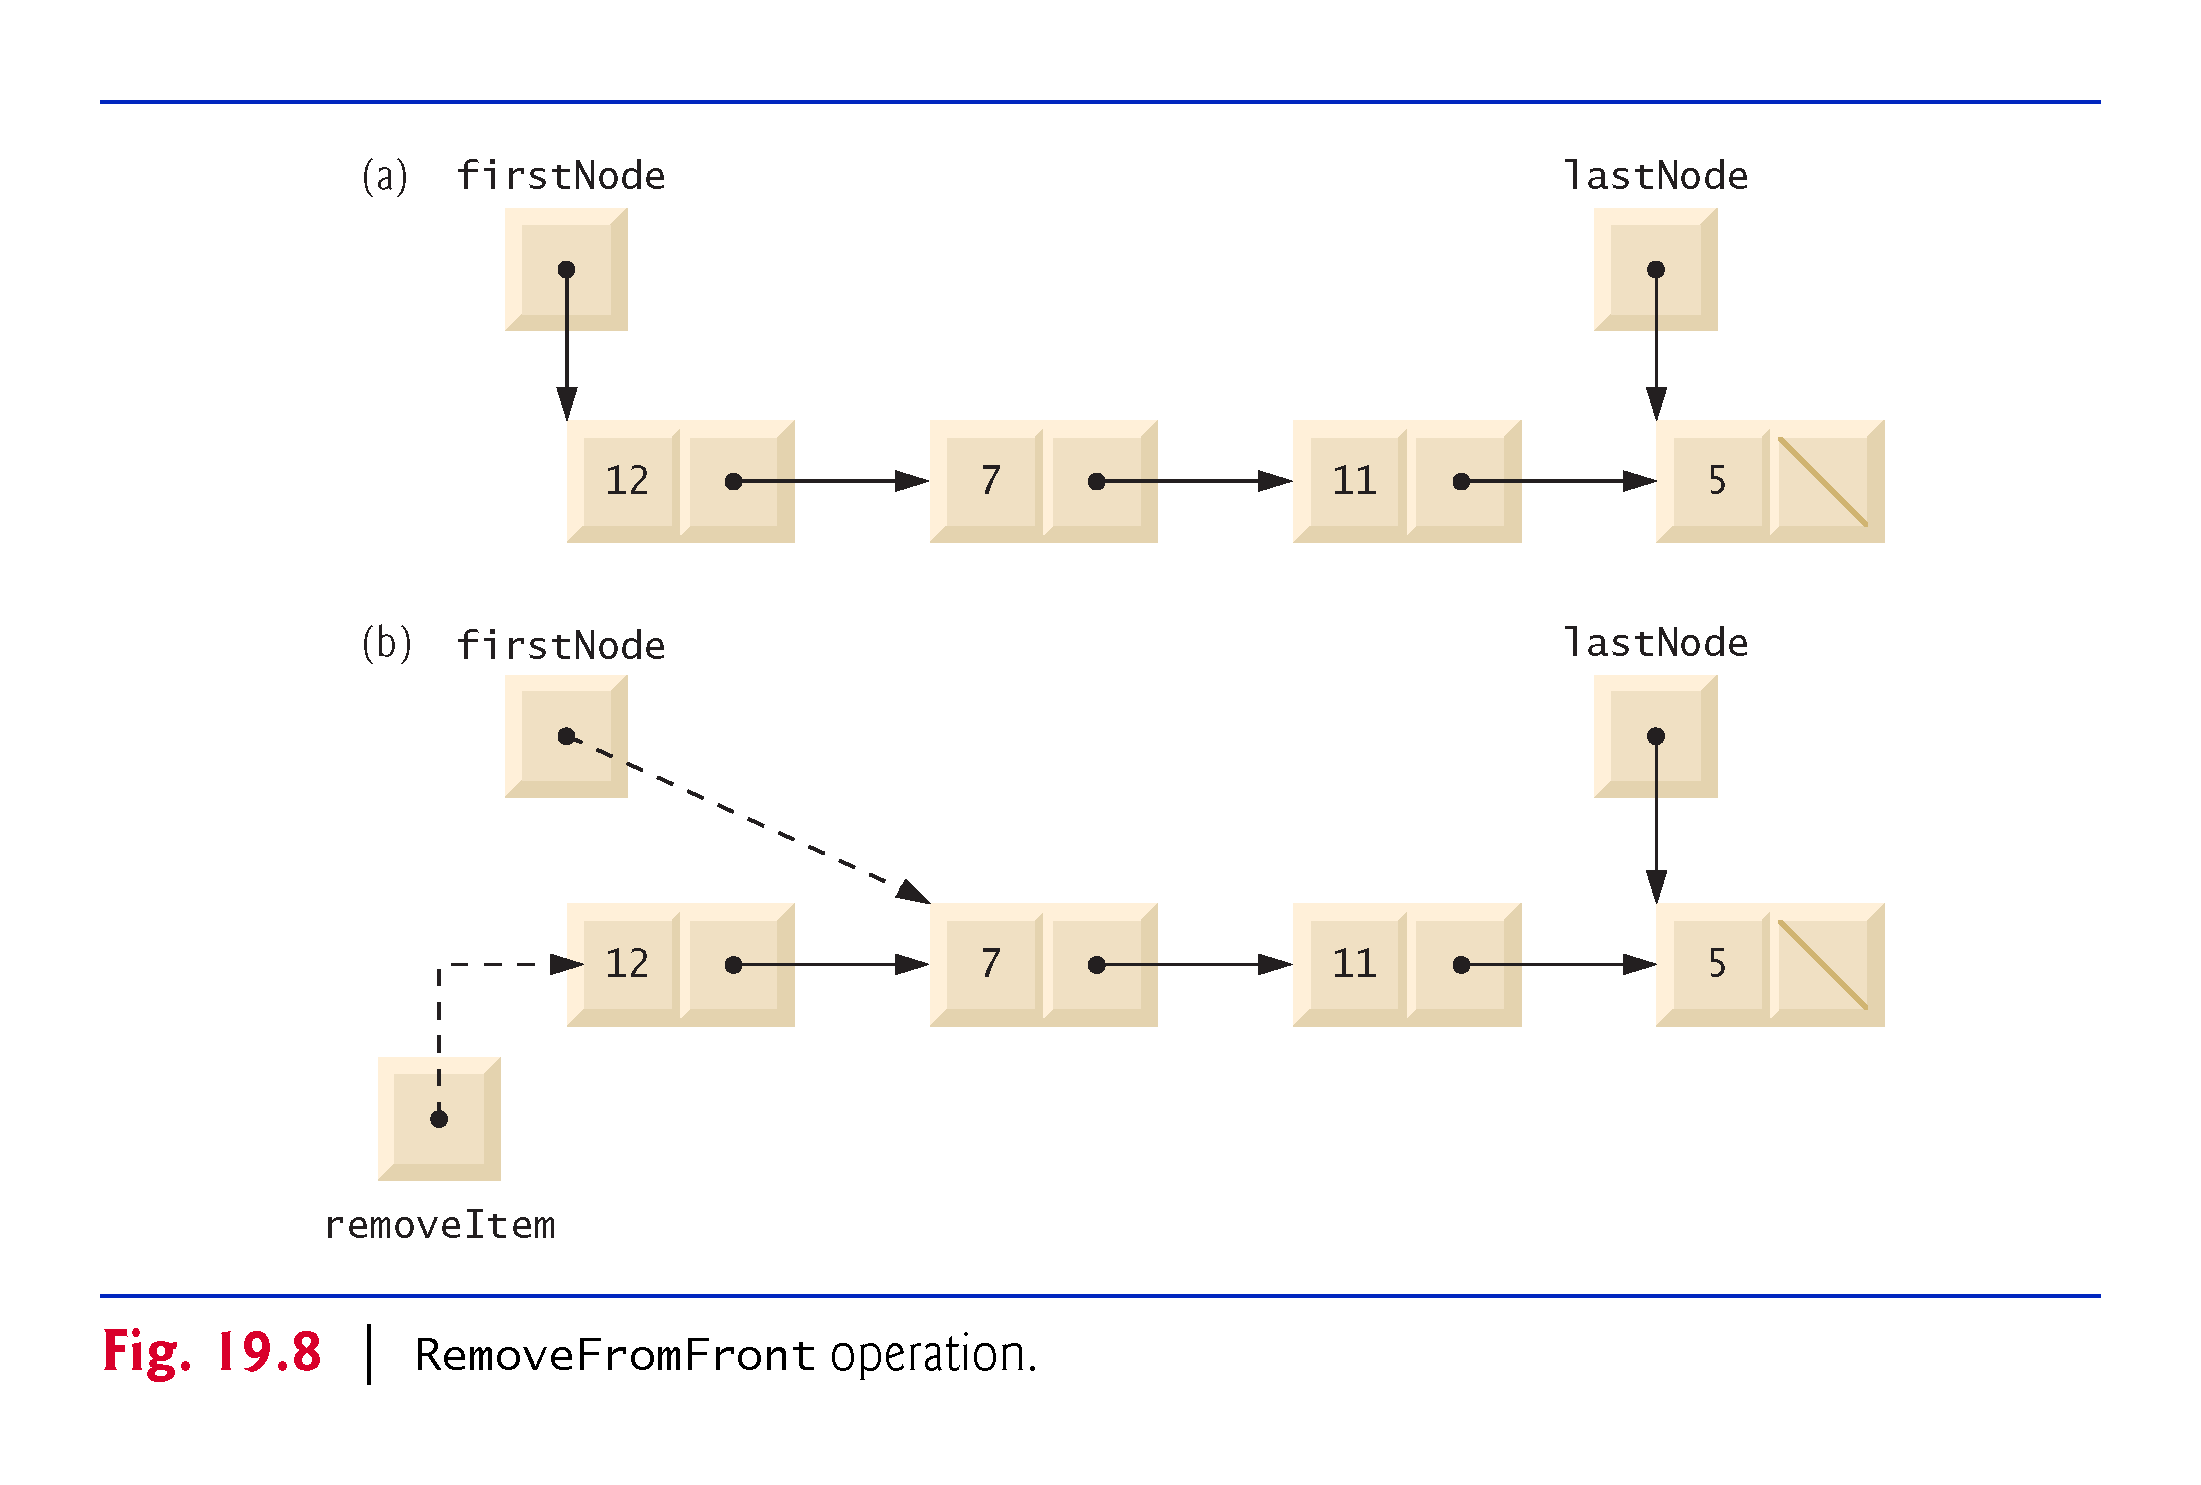 (a) firstNode lastNode
12 7 11 5
(b) firstNode lastNode
12 7 11 5
removeItem
Fig. 19.8 | RemoveFromFront operation.